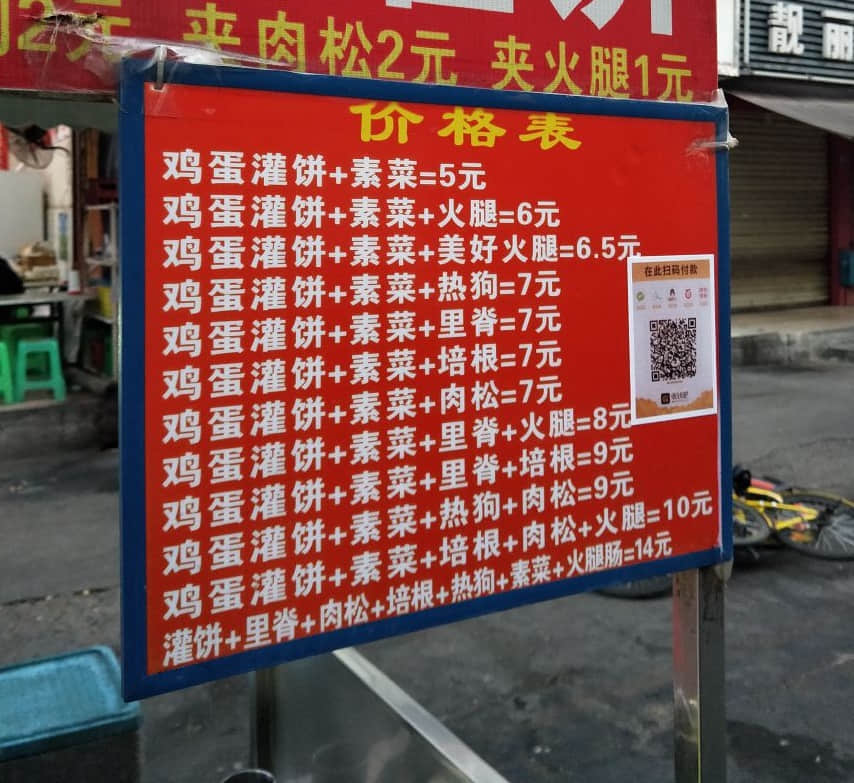 2元 夹肉松2元 夹火腿1元
靓 丽
价格表
鸡蛋灌饼+素菜=5元
鸡蛋灌饼+素菜+火腿=6元
鸡蛋灌饼+素菜+美好火腿=6.5元
鸡蛋灌饼+素菜+热狗=7元
鸡蛋灌饼+素菜+里脊=7元
鸡蛋灌饼+素菜+培根=7元
鸡蛋灌饼+素菜+肉松=7元
鸡蛋灌饼+素菜+里脊+火腿=8元
鸡蛋灌饼+素菜+里脊+培根=9元
鸡蛋灌饼+素菜+热狗+肉松=9元
鸡蛋灌饼+素菜+培根+肉松+火腿=10元
灌饼+里脊+肉松+培根+热狗+素菜+火腿肠=14元
在此扫码付款